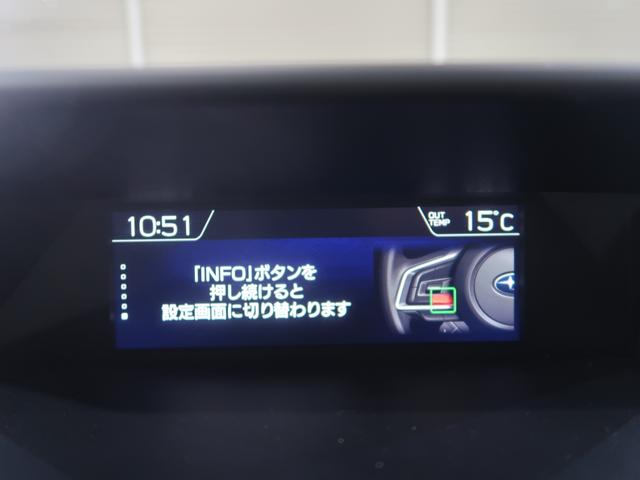 10:51
OUT TEMP 15℃
「INFO」ボタンを
押し続けると
設定画面に切り替わります